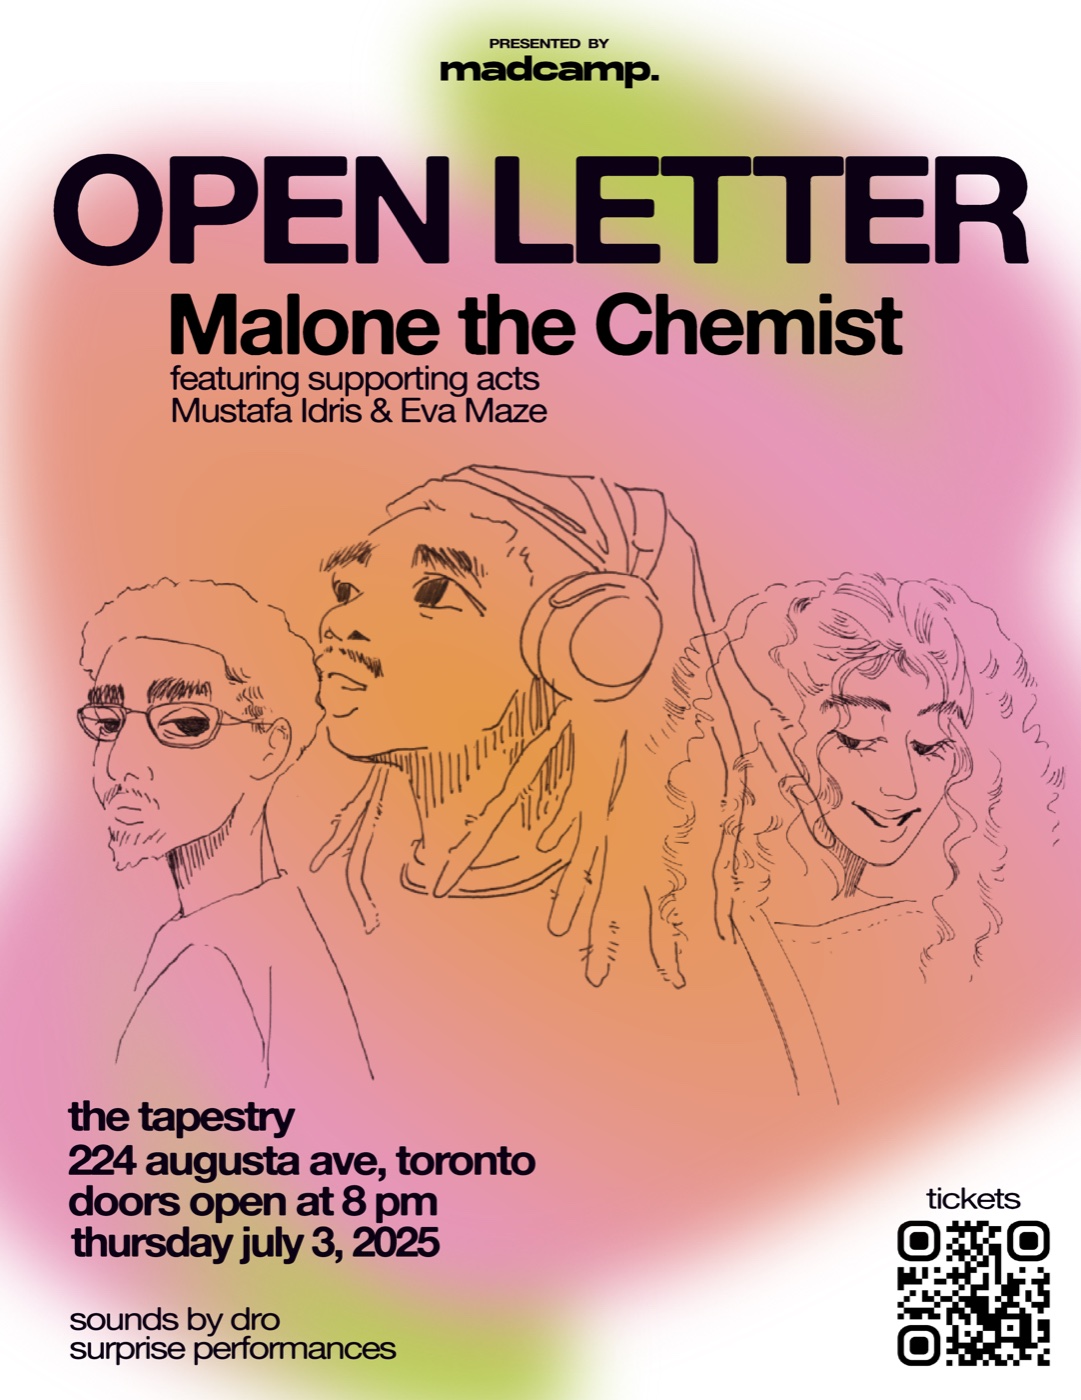 PRESENTED BY
madcamp.
OPEN LETTER
Malone the Chemist
featuring supporting acts
Mustafa Idris & Eva Maze
the tapestry
224 augusta ave, toronto
doors open at 8 pm
thursday july 3, 2025
sounds by dro
surprise performances
tickets